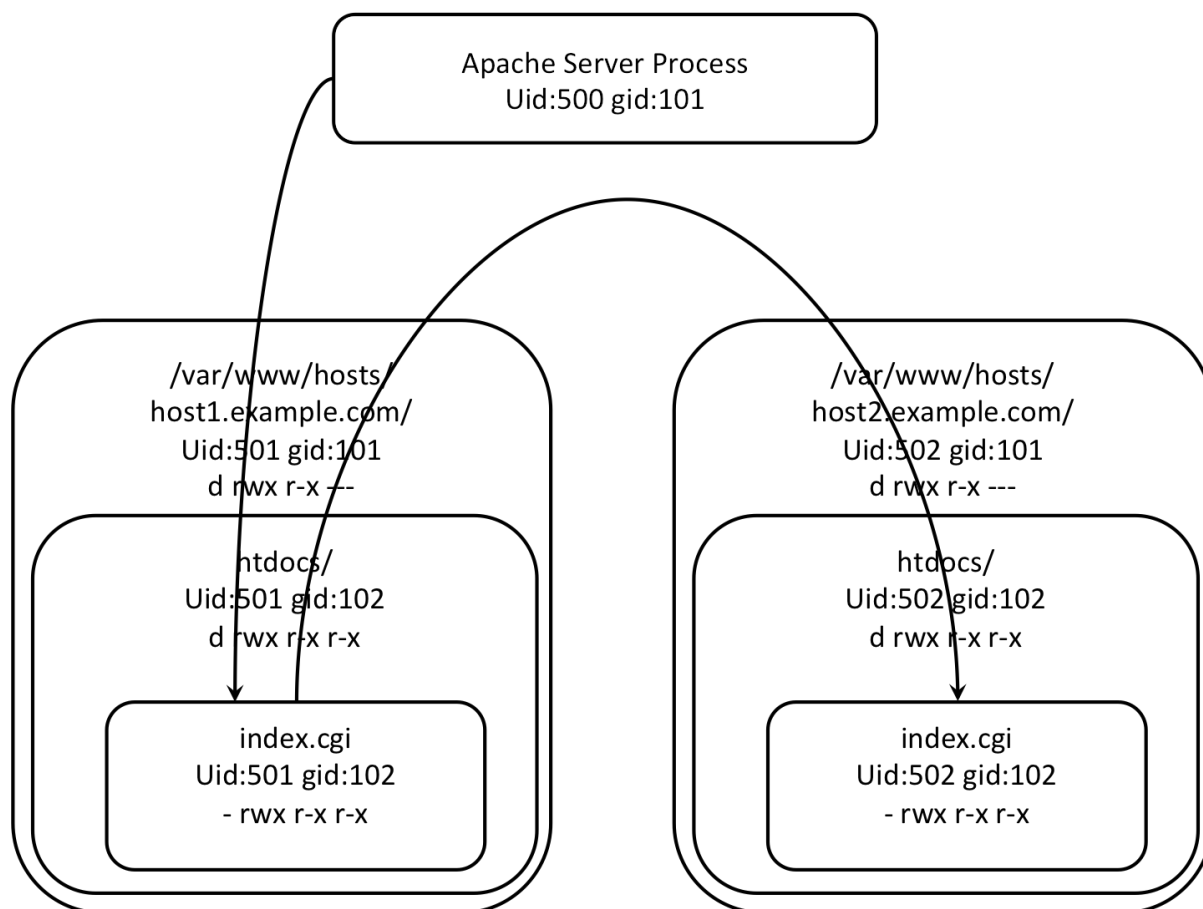 Apache Server Process
Uid:500 gid:101
/var/www/hosts/
host1.example.com/
Uid:501 gid:101
d rwx r-x ---
htdocs/
Uid:501 gid:102
d rwx r-x r-x
index.cgi
Uid:501 gid:102
- rwx r-x r-x
/var/www/hosts/
host2.example.com/
Uid:502 gid:101
d rwx r-x ---
htdocs/
Uid:502 gid:102
d rwx r-x r-x
index.cgi
Uid:502 gid:102
- rwx r-x r-x